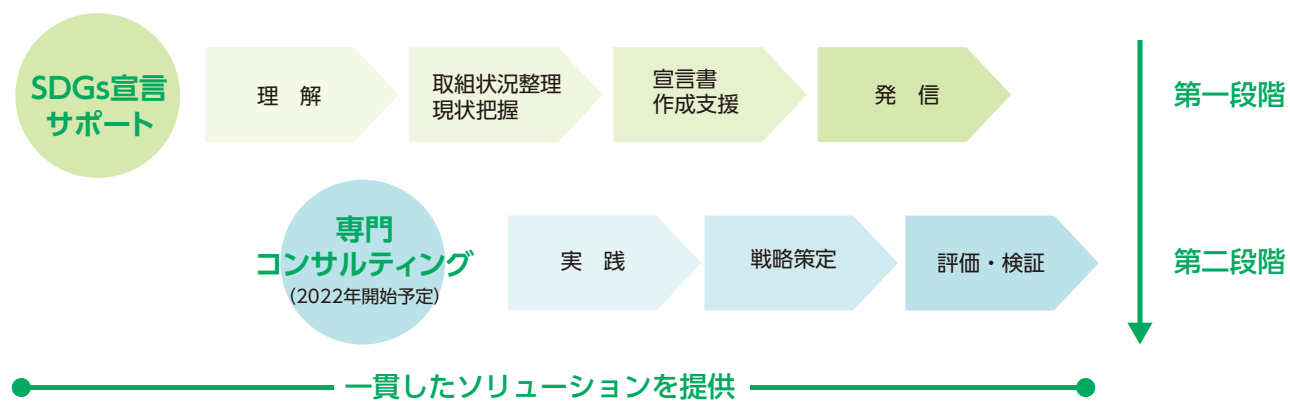 SDGs宣言
サポート
理　解
取組状況整理
現状把握
宣言書
作成支援
発　信
第一段階
専門
コンサルティング
(2022年開始予定)
実　践
戦略策定
評価・検証
第二段階
一貫したソリューションを提供